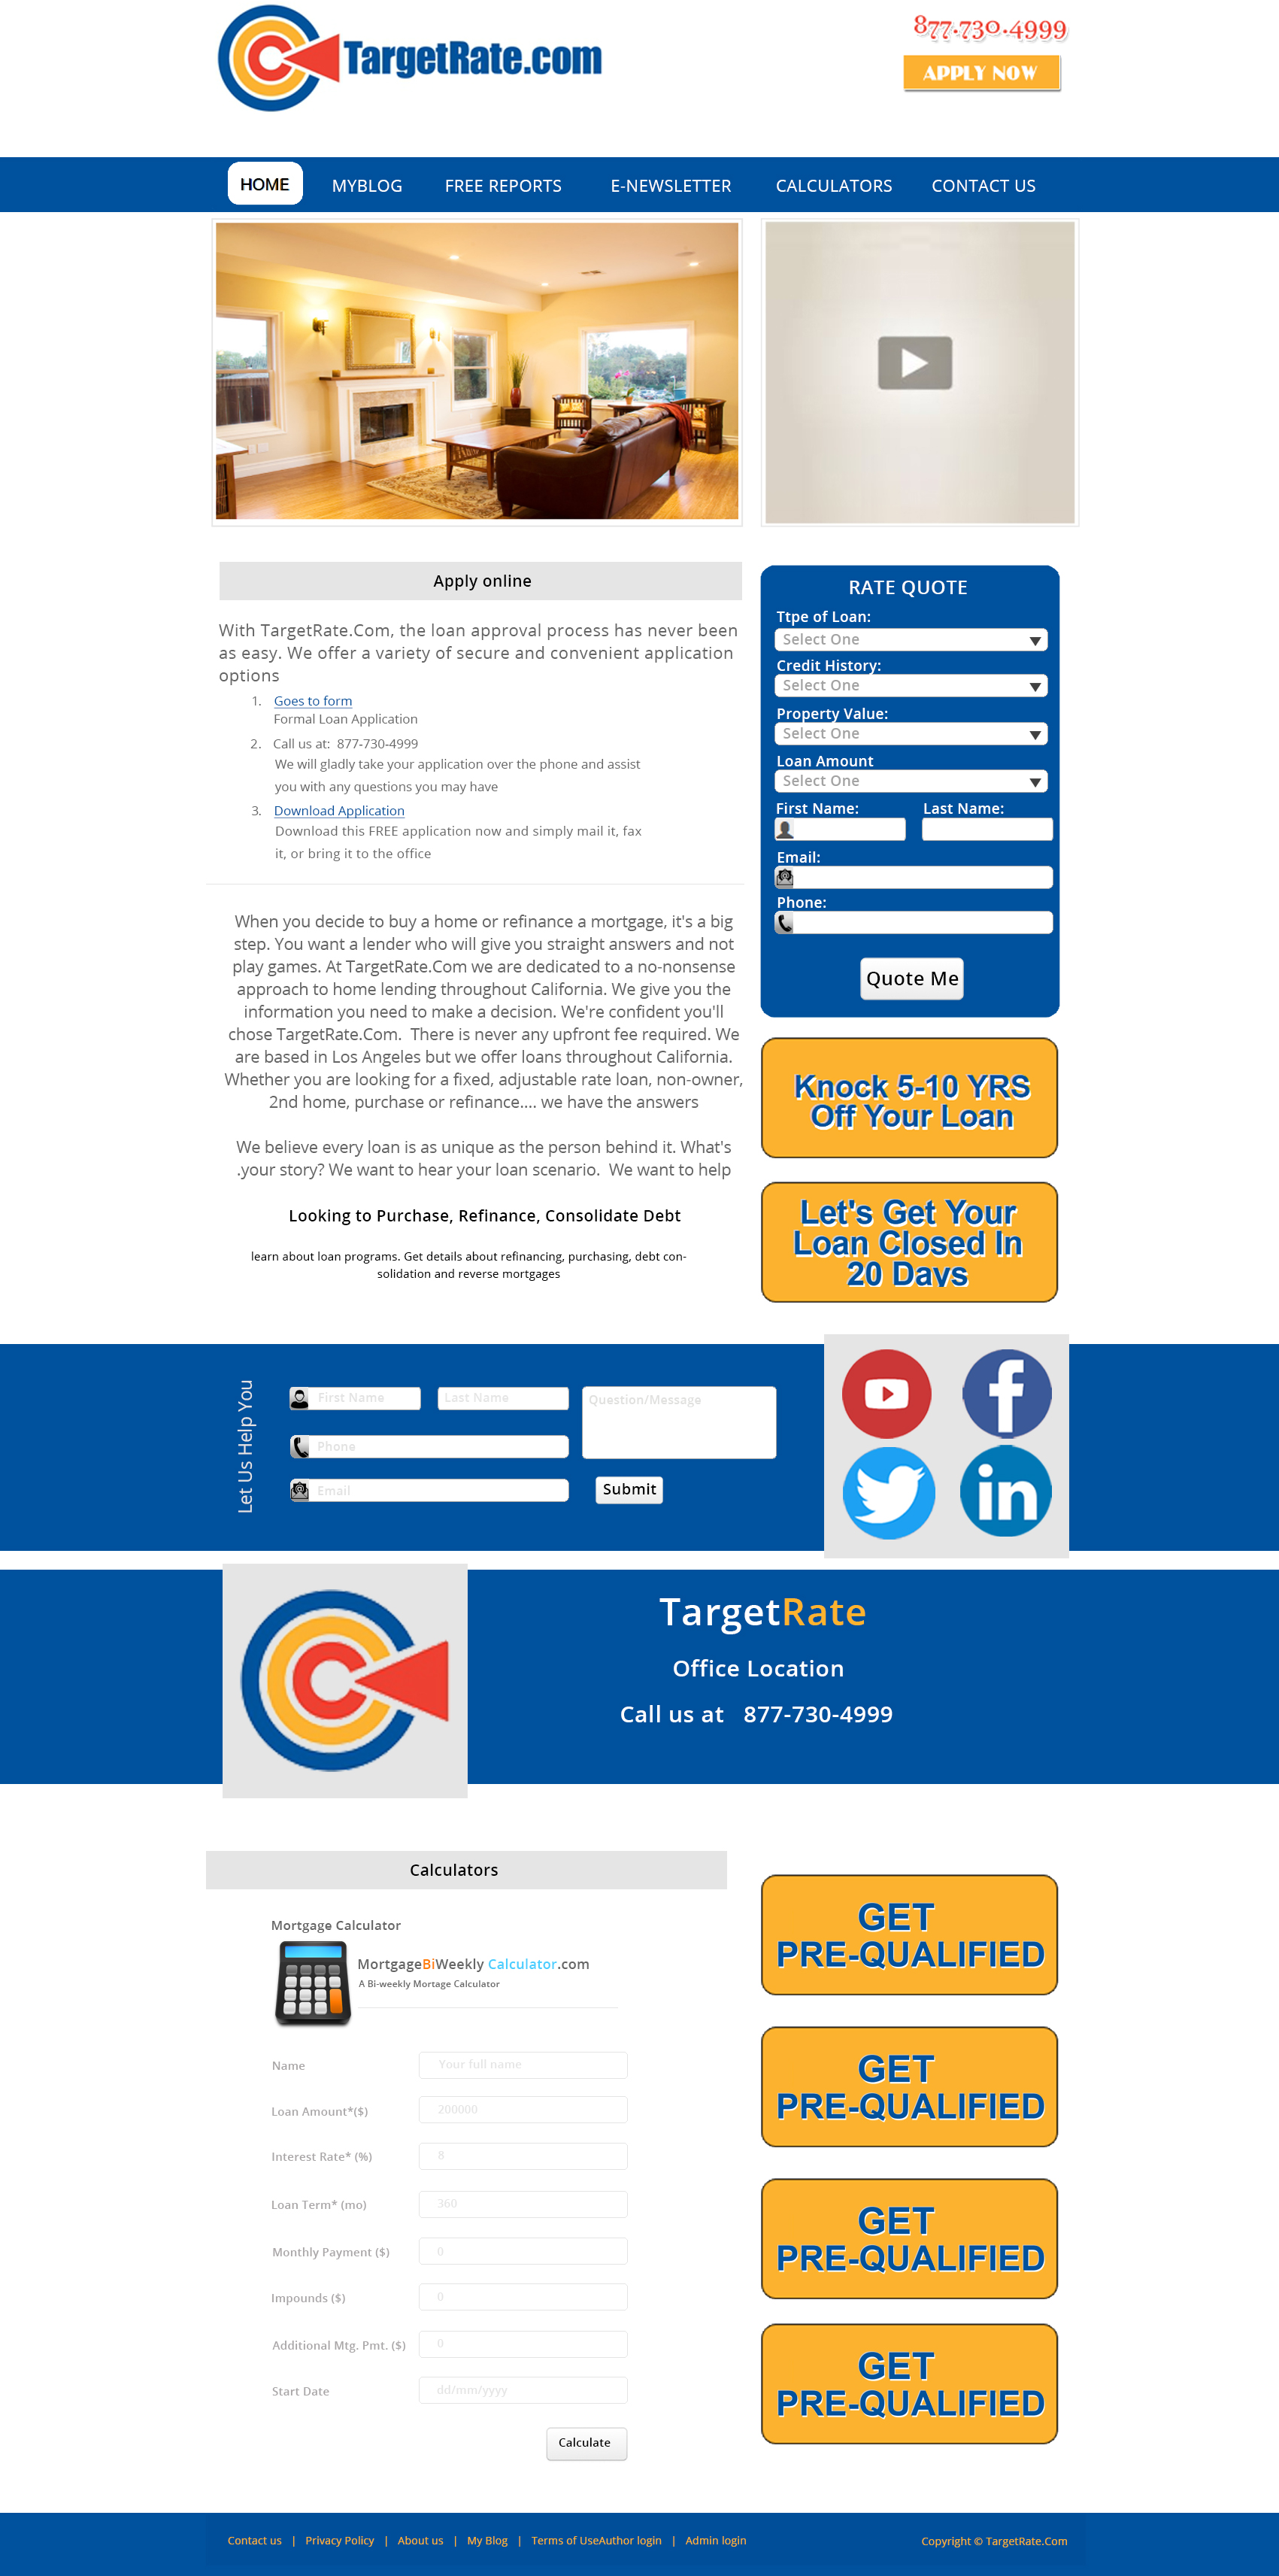 TargetRate.com
877.730.4999
APPLY NOW
HOME MYBLOG FREE REPORTS E-NEWSLETTER CALCULATORS CONTACT US
Apply online
With TargetRate.Com, the loan approval process has never been
as easy. We offer a variety of secure and convenient application
options
1. Goes to form
Formal Loan Application
2. Call us at: 877-730-4999
We will gladly take your application over the phone and assist
you with any questions you may have
3. Download Application
Download this FREE application now and simply mail it, fax
it, or bring it to the office
When you decide to buy a home or refinance a mortgage, it's a big
step. You want a lender who will give you straight answers and not
play games. At TargetRate.Com we are dedicated to a no-nonsense
approach to home lending throughout California. We give you the
information you need to make a decision. We're confident you'll
chose TargetRate.Com. There is never any upfront fee required. We
are based in Los Angeles but we offer loans throughout California.
Whether you are looking for a fixed, adjustable rate loan, non-owner,
2nd home, purchase or refinance.... we have the answers
We believe every loan is as unique as the person behind it. What's
.your story? We want to hear your loan scenario. We want to help
Looking to Purchase, Refinance, Consolidate Debt
learn about loan programs. Get details about refinancing, purchasing, debt con-
solidation and reverse mortgages
RATE QUOTE
Ttpe of Loan:
Select One
Credit History:
Select One
Property Value:
Select One
Loan Amount
Select One
First Name: Last Name:
Email:
Phone:
Quote Me
Knock 5-10 YRS
Off Your Loan
Let's Get Your
Loan Closed In
20 Days
Let Us Help You
First Name Last Name Question/Message
Phone
Email
Submit
TargetRate
Office Location
Call us at 877-730-4999
Calculators
Mortgage Calculator
MortgageBiWeekly Calculator.com
A Bi-weekly Mortage Calculator
Name Your full name
Loan Amount*($) 200000
Interest Rate* (%) 8
Loan Term* (mo) 360
Monthly Payment ($) 0
Impounds ($) 0
Additional Mtg. Pmt. ($) 0
Start Date dd/mm/yyyy
Calculate
GET
PRE-QUALIFIED
GET
PRE-QUALIFIED
GET
PRE-QUALIFIED
GET
PRE-QUALIFIED
Contact us | Privacy Policy | About us | My Blog | Terms of UseAuthor login | Admin login
Copyright © TargetRate.Com